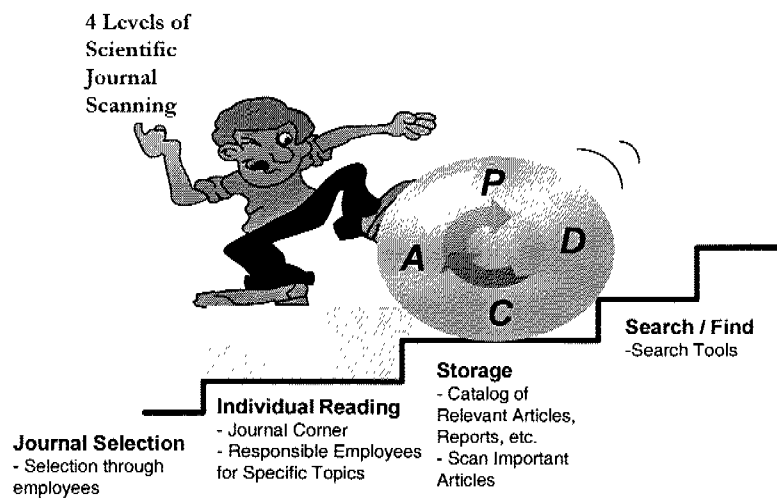 4 Levels of
Scientific
Journal
Scanning
P
D
C
A
Journal Selection
- Selection through
employees
Individual Reading
- Journal Corner
- Responsible Employees
for Specific Topics
Storage
- Catalog of
Relevant Articles,
Reports, etc.
- Scan Important
Articles
Search / Find
-Search Tools